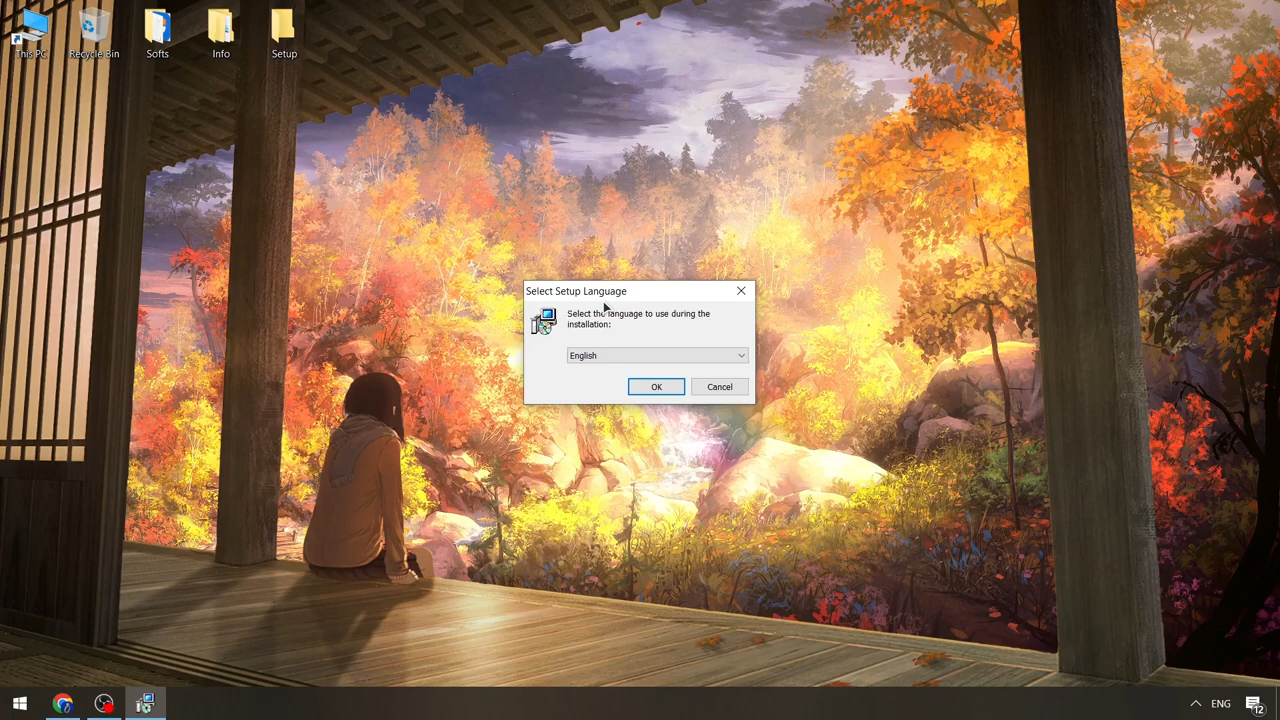 This PC
Recycle Bin
Softs
Info
Setup
Select Setup Language
Select the language to use during the
installation:
English
OK
Cancel
ENG
12